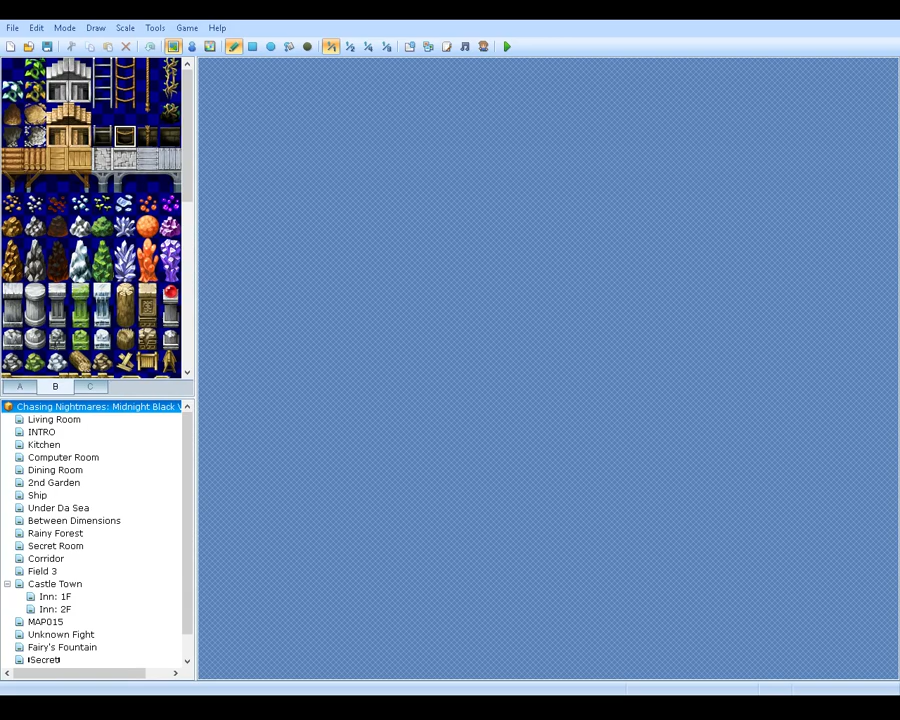 File Edit Mode Draw Scale Tools Game Help
A B C
Chasing Nightmares: Midnight Black
Living Room
INTRO
Kitchen
Computer Room
Dining Room
2nd Garden
Ship
Under Da Sea
Between Dimensions
Rainy Forest
Secret Room
Corridor
Field 3
Castle Town
Inn: 1F
Inn: 2F
MAP015
Unknown Fight
Fairy's Fountain
!Secret!